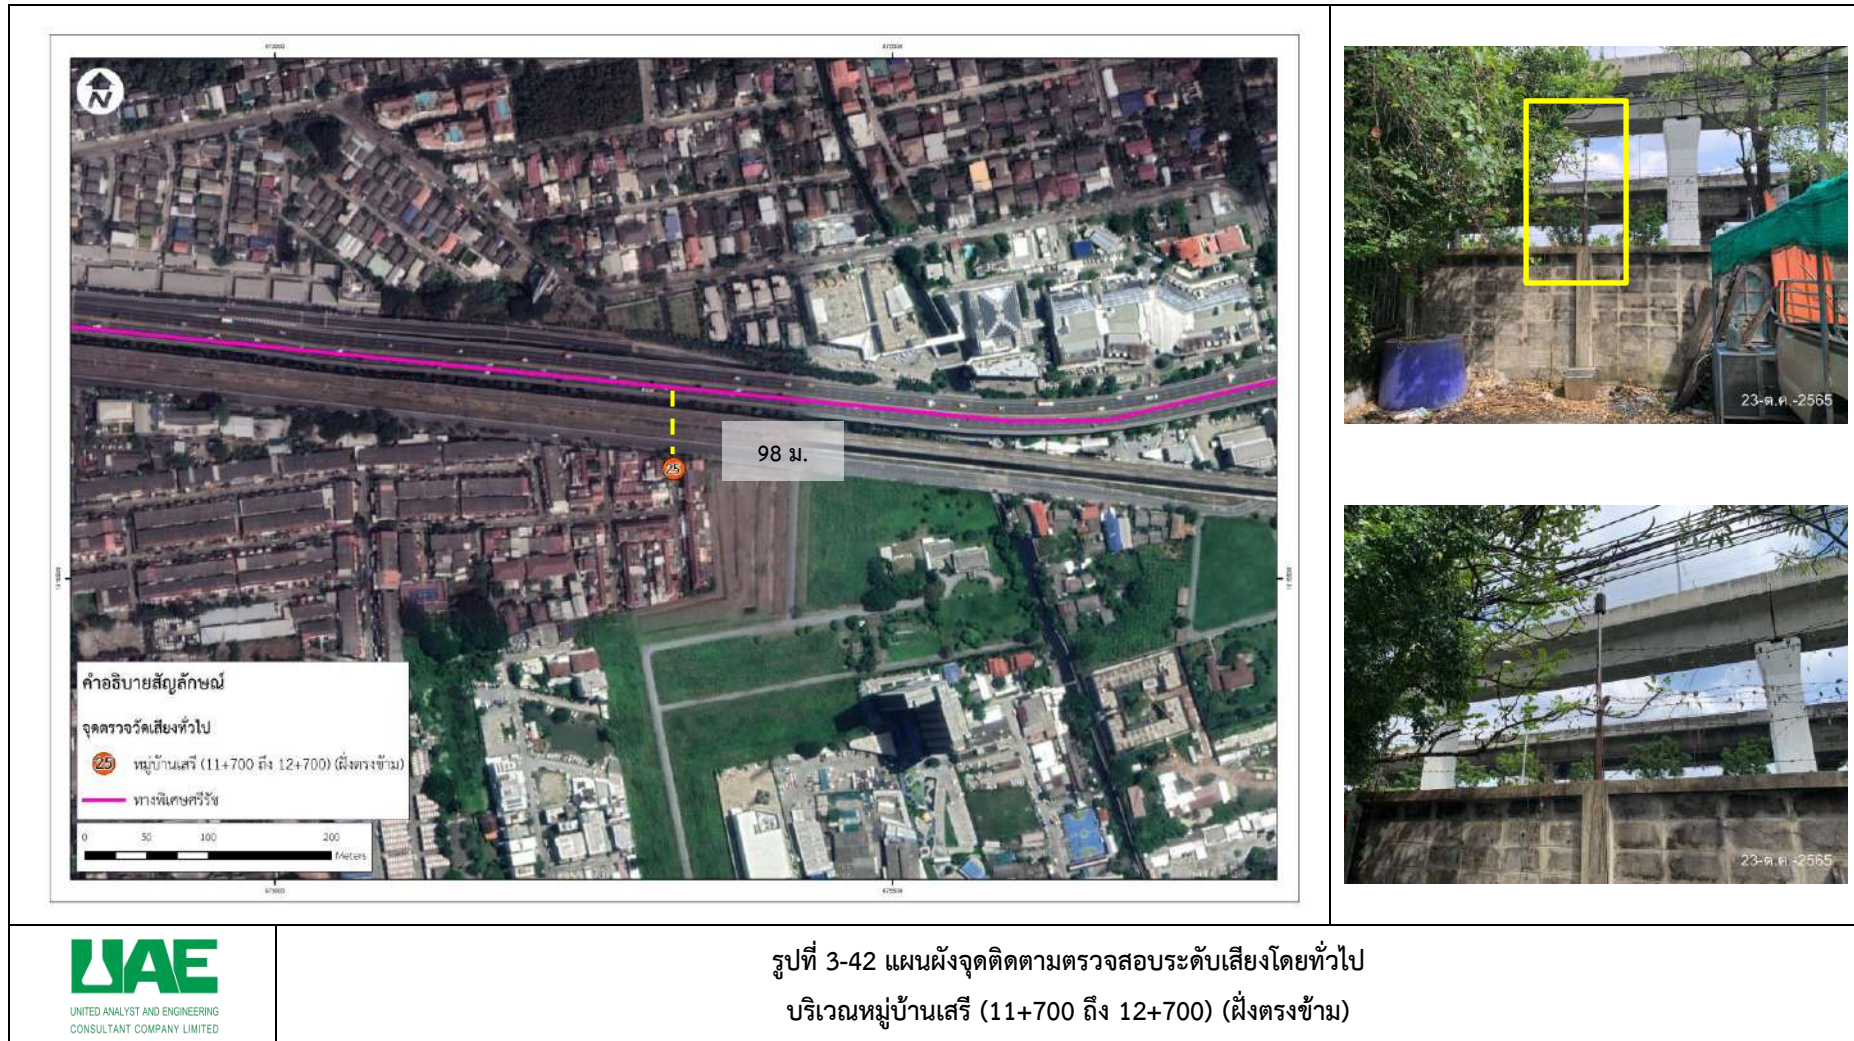 N
98 ม.
25
คำอธิบายสัญลักษณ์
จุดตรวจวัดเสียงทั่วไป
25 หมู่บ้านเสรี (11+700 ถึง 12+700) (ฝั่งตรงข้าม)
ทางพิเศษศรีรัช
0 50 100 200
Meters
23-ต.ค.-2565
23-ต.ค.-2565
UAE
UNITED ANALYST AND ENGINEERING
CONSULTANT COMPANY LIMITED
รูปที่ 3-42 แผนผังจุดติดตามตรวจสอบระดับเสียงโดยทั่วไป
บริเวณหมู่บ้านเสรี (11+700 ถึง 12+700) (ฝั่งตรงข้าม)